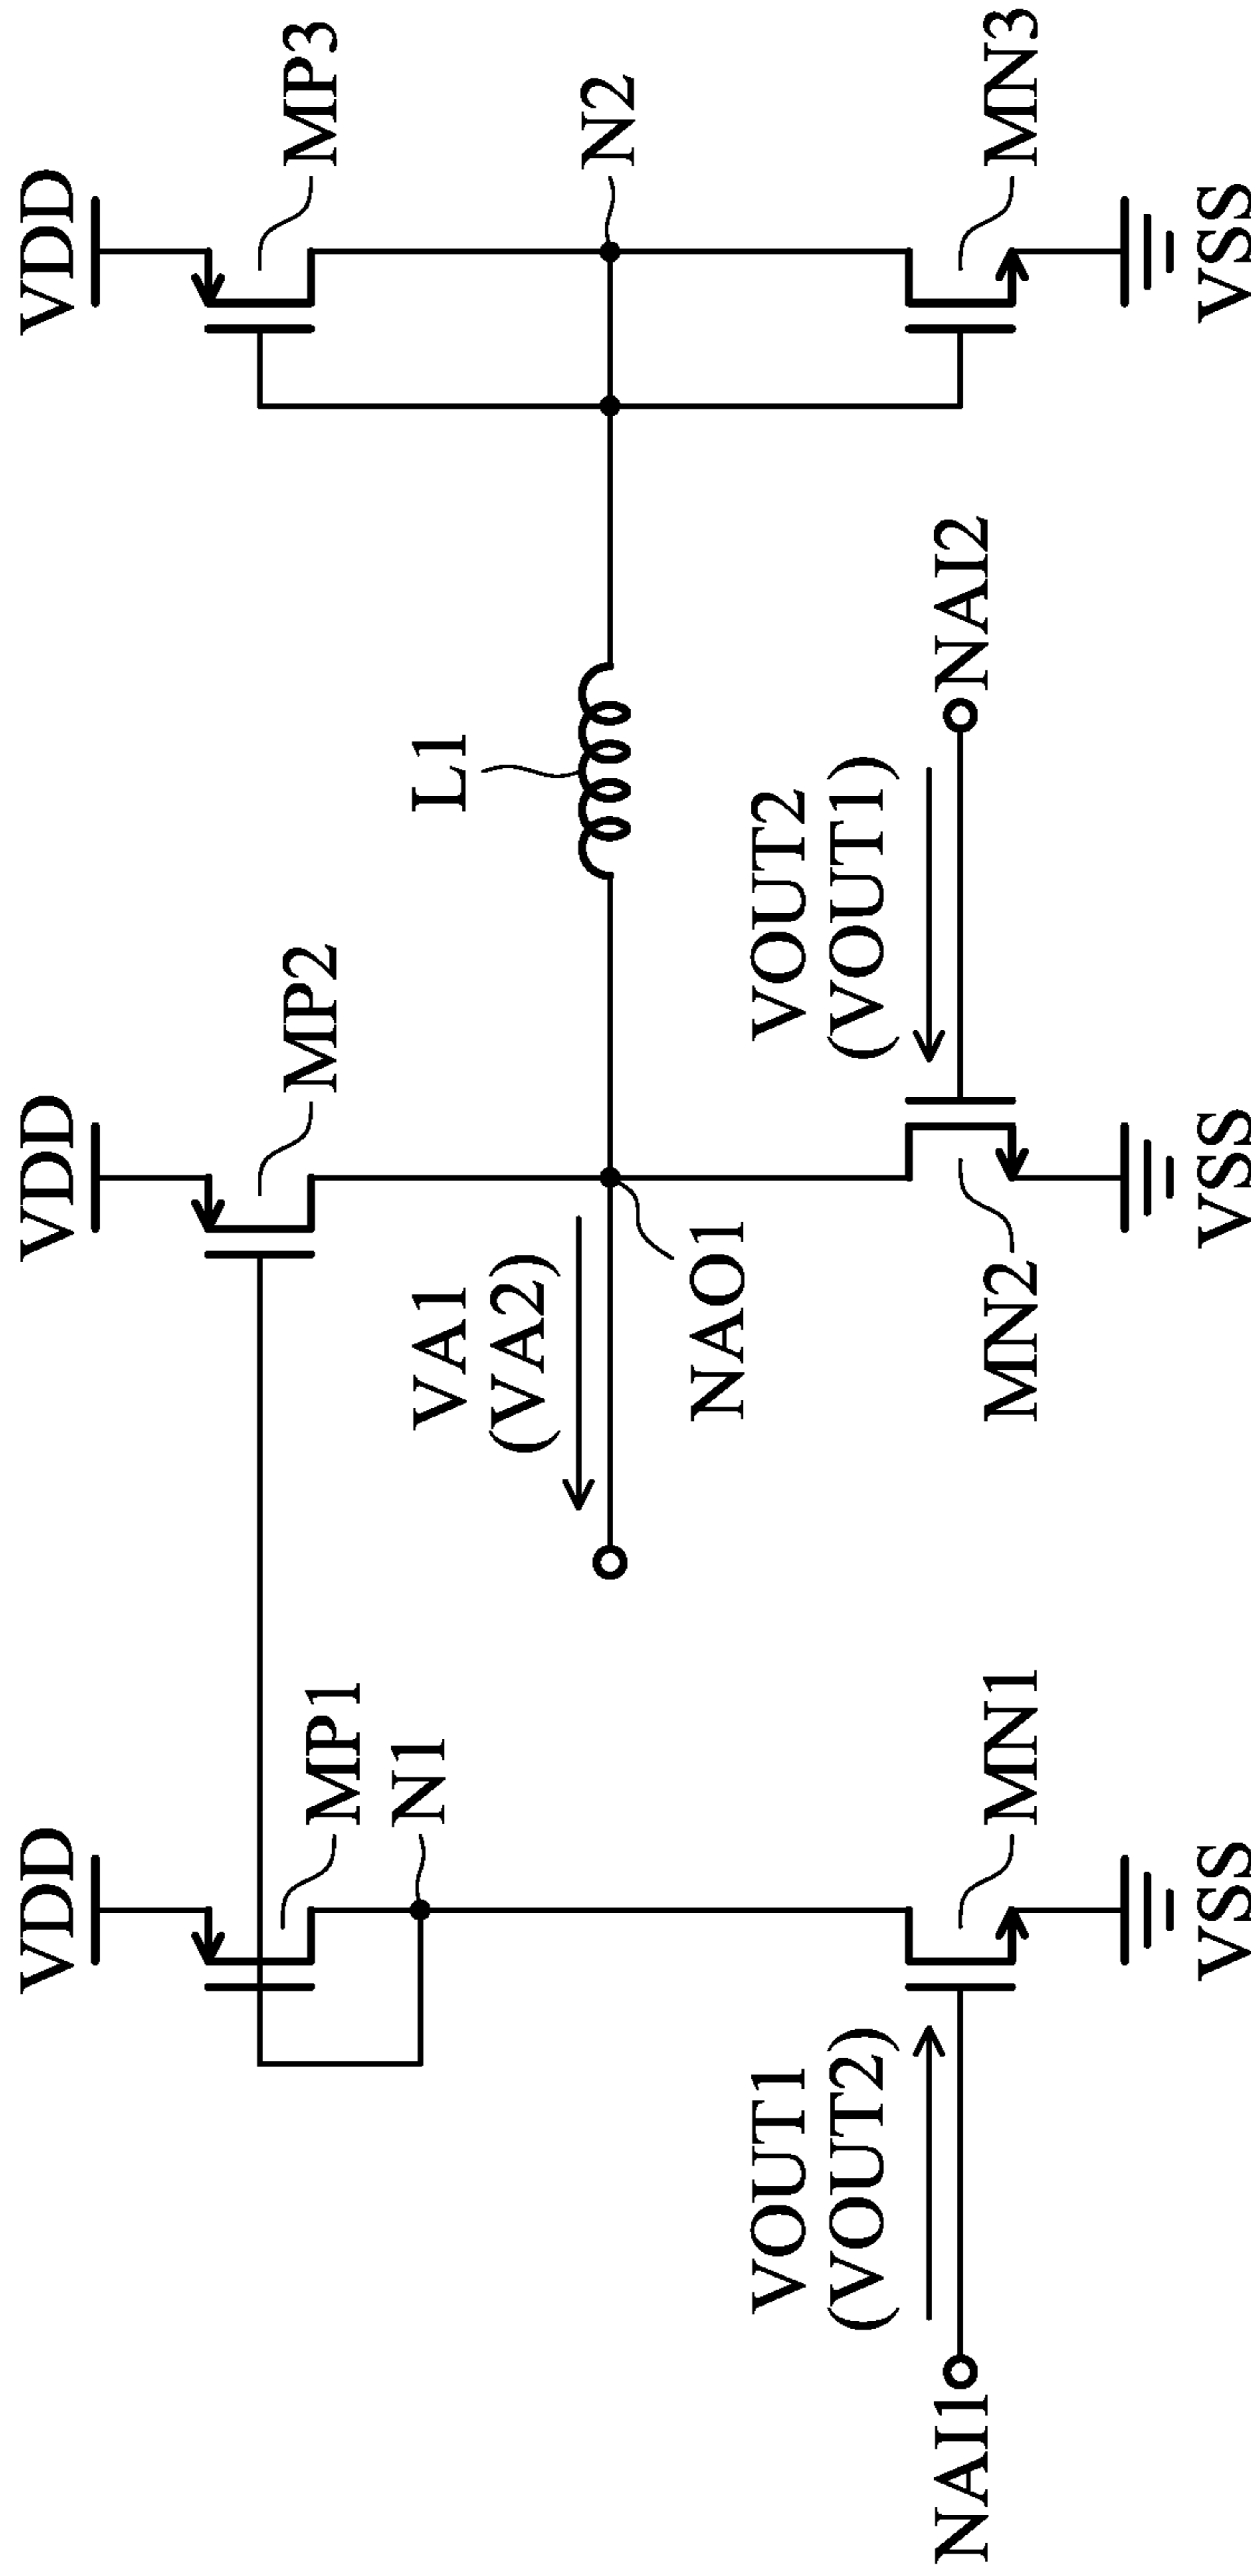 VDD
VDD
VDD
MP1
N1
MP2
MP3
VA1
(VA2)
L1
N2
NAO1
VOUT1
(VOUT2)
VOUT2
(VOUT1)
NAI1
MN1
MN2
NAI2
MN3
VSS
VSS
VSS